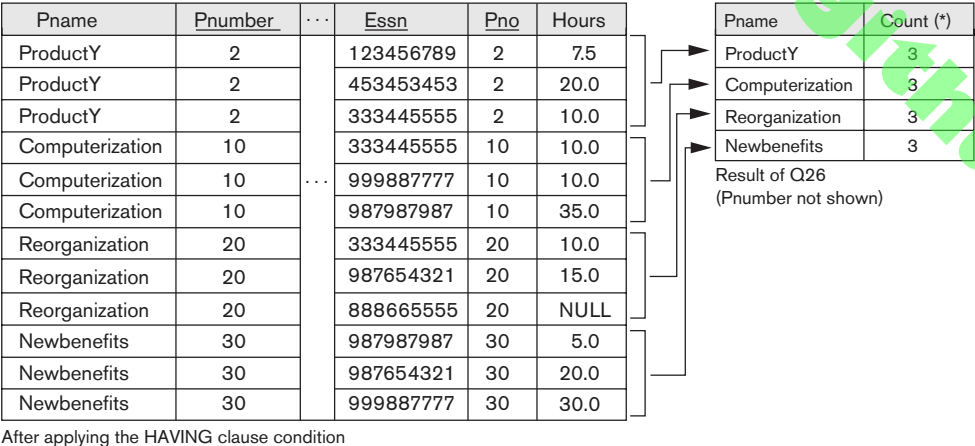 Pname Pnumber ... Essn Pno Hours
ProductY 2 123456789 2 7.5
ProductY 2 453453453 2 20.0
ProductY 2 333445555 2 10.0
Computerization 10 333445555 10 10.0
Computerization 10 ... 999887777 10 10.0
Computerization 10 987987987 10 35.0
Reorganization 20 333445555 20 10.0
Reorganization 20 987654321 20 15.0
Reorganization 20 888665555 20 NULL
Newbenefits 30 987987987 30 5.0
Newbenefits 30 987654321 30 20.0
Newbenefits 30 999887777 30 30.0
After applying the HAVING clause condition
Pname Count (*)
ProductY 3
Computerization 3
Reorganization 3
Newbenefits 3
Result of Q26
(Pnumber not shown)